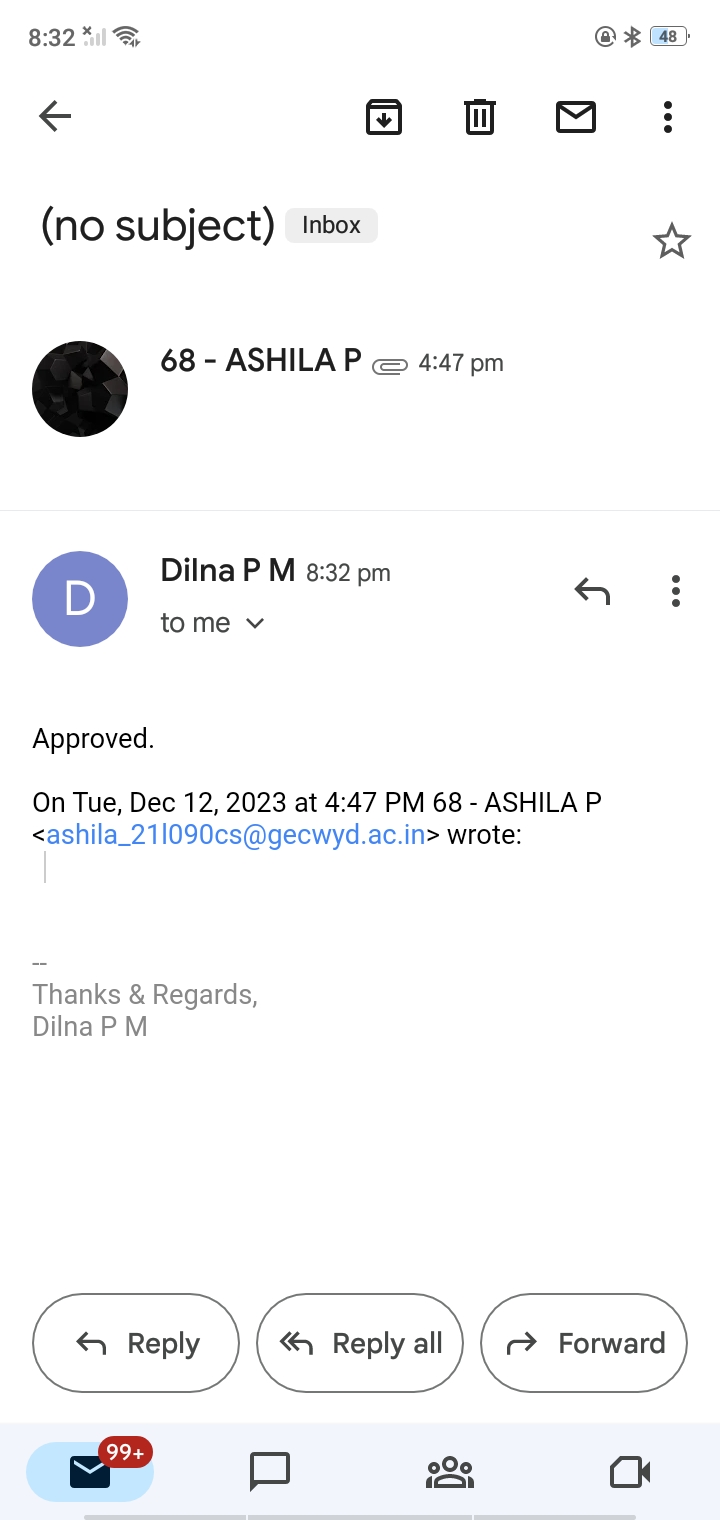 8:32
48
(no subject) Inbox
68 - ASHILA P 4:47 pm
D
Dilna P M 8:32 pm
to me
Approved.
On Tue, Dec 12, 2023 at 4:47 PM 68 - ASHILA P
<ashila_21l090cs@gecwyd.ac.in> wrote:
--
Thanks & Regards,
Dilna P M
Reply
Reply all
Forward
99+